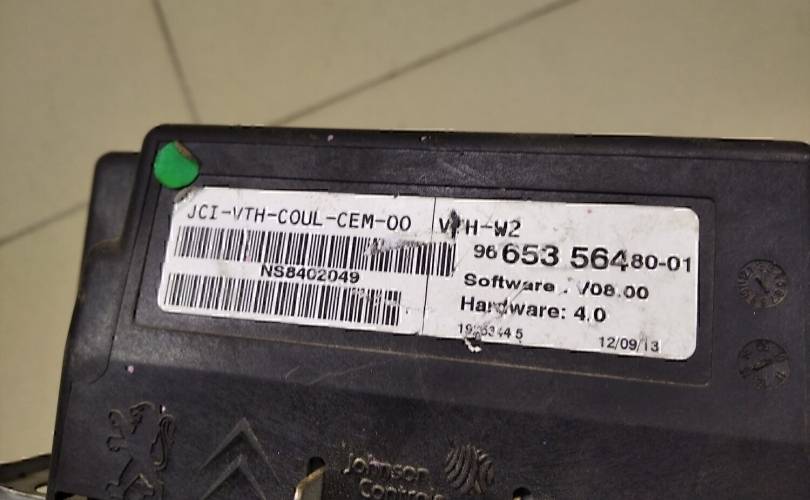 JCI-VTH-COUL-CEM-00
NS8402049
96 653 564 80-01
Software : V08.00
Hardware: 4.0
12/09/13
Johnson
Controls